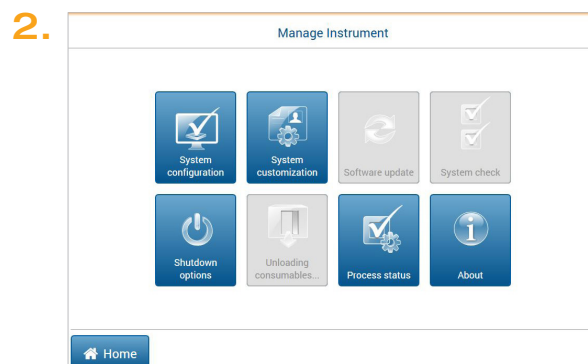 2.
Manage Instrument
System
configuration
System
customization
Software update
System check
Shutdown
options
Unloading
consumables...
Process status
About
Home